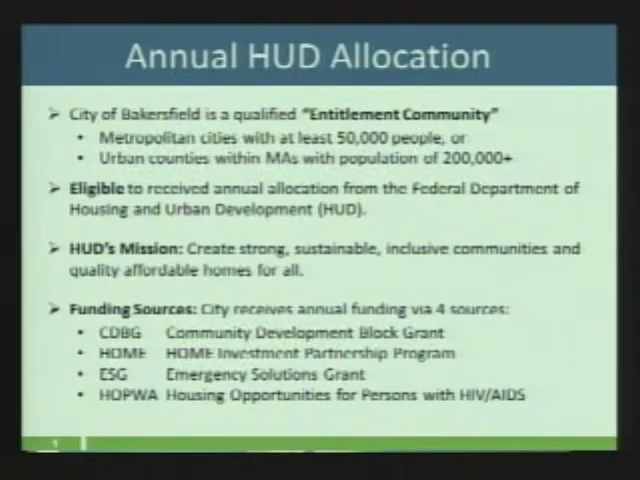 Annual HUD Allocation
➢ City of Bakersfield is a qualified "Entitlement Community"
• Metropolitan cities with at least 50,000 people, or
• Urban counties within MAs with population of 200,000+
➢ Eligible to received annual allocation from the Federal Department of
Housing and Urban Development (HUD).
➢ HUD's Mission: Create strong, sustainable, inclusive communities and
quality affordable homes for all.
➢ Funding Sources: City receives annual funding via 4 sources:
• CDBG Community Development Block Grant
• HOME HOME Investment Partnership Program
• ESG Emergency Solutions Grant
• HOPWA Housing Opportunities for Persons with HIV/AIDS